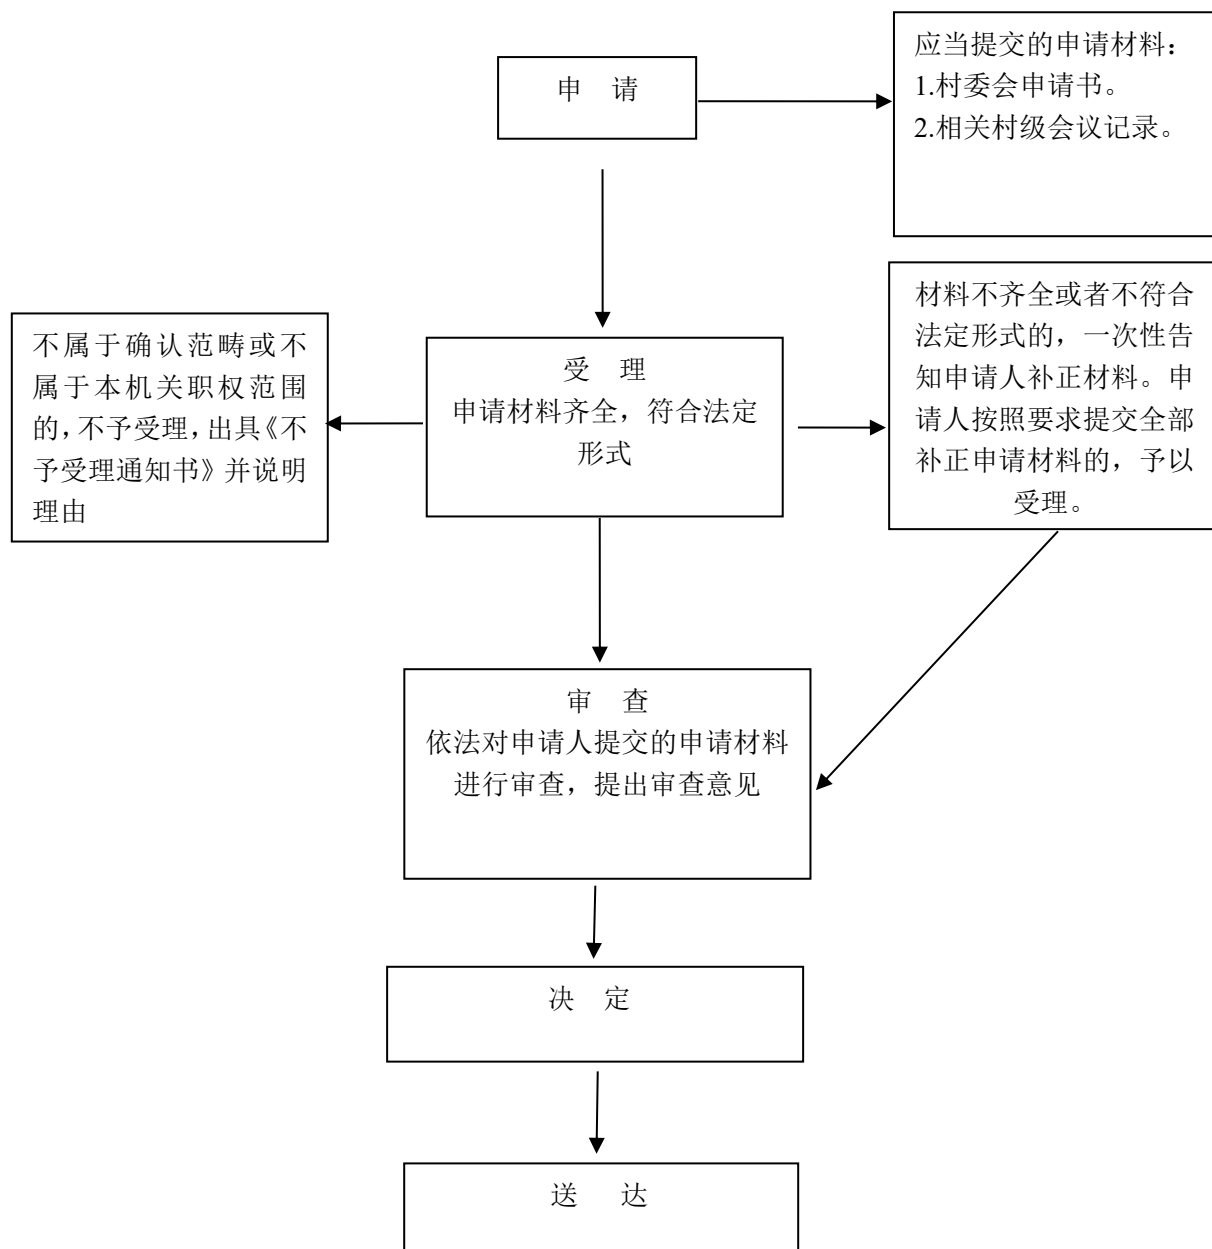 申 请
应当提交的申请材料：
1.村委会申请书。
2.相关村级会议记录。
不属于确认范畴或不
属于本机关职权范围
的，不予受理，出具《不
予受理通知书》并说明
理由
受 理
申请材料齐全，符合法定
形式
材料不齐全或者不符合
法定形式的，一次性告
知申请人补正材料。申
请人按照要求提交全部
补正申请材料的，予以
受理。
审 查
依法对申请人提交的申请材料
进行审查，提出审查意见
决 定
送 达